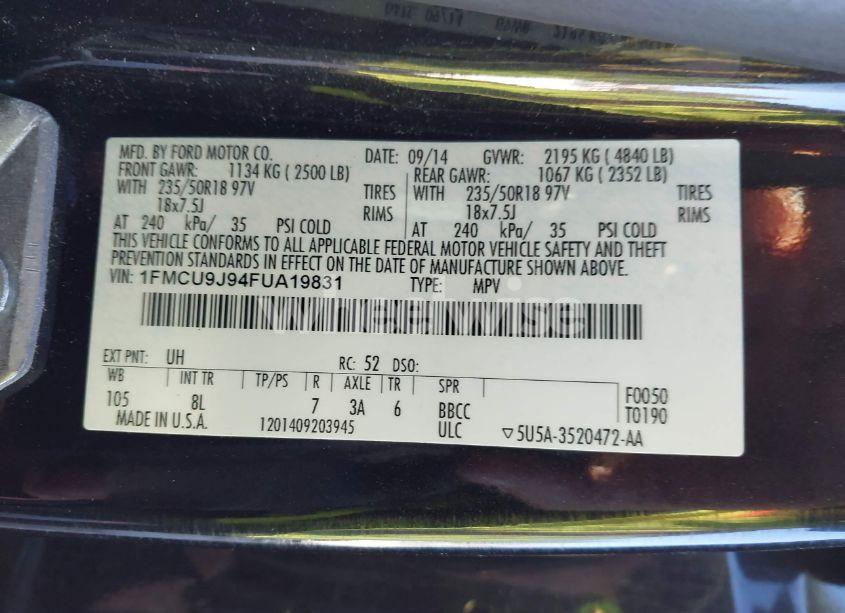 MFD. BY FORD MOTOR CO. DATE: 09/14 GVWR: 2195 KG ( 4840 LB)
FRONT GAWR: 1134 KG ( 2500 LB) REAR GAWR: 1067 KG ( 2352 LB)
WITH 235/50R18 97V TIRES WITH 235/50R18 97V TIRES
18x7.5J RIMS 18x7.5J RIMS
AT 240 kPa/ 35 PSI COLD AT 240 kPa/ 35 PSI COLD
THIS VEHICLE CONFORMS TO ALL APPLICABLE FEDERAL MOTOR VEHICLE SAFETY AND THEFT
PREVENTION STANDARDS IN EFFECT ON THE DATE OF MANUFACTURE SHOWN ABOVE.
VIN: 1FMCU9J94FUA19831 TYPE: MPV
Wheelwise
EXT PNT: UH RC: 52 DSO:
WB INT TR TP/PS R AXLE TR SPR F0050
105 8L 7 3A 6 BBCC T0190
MADE IN U.S.A. 1201409203945 ULC ▽5U5A-3520472-AA